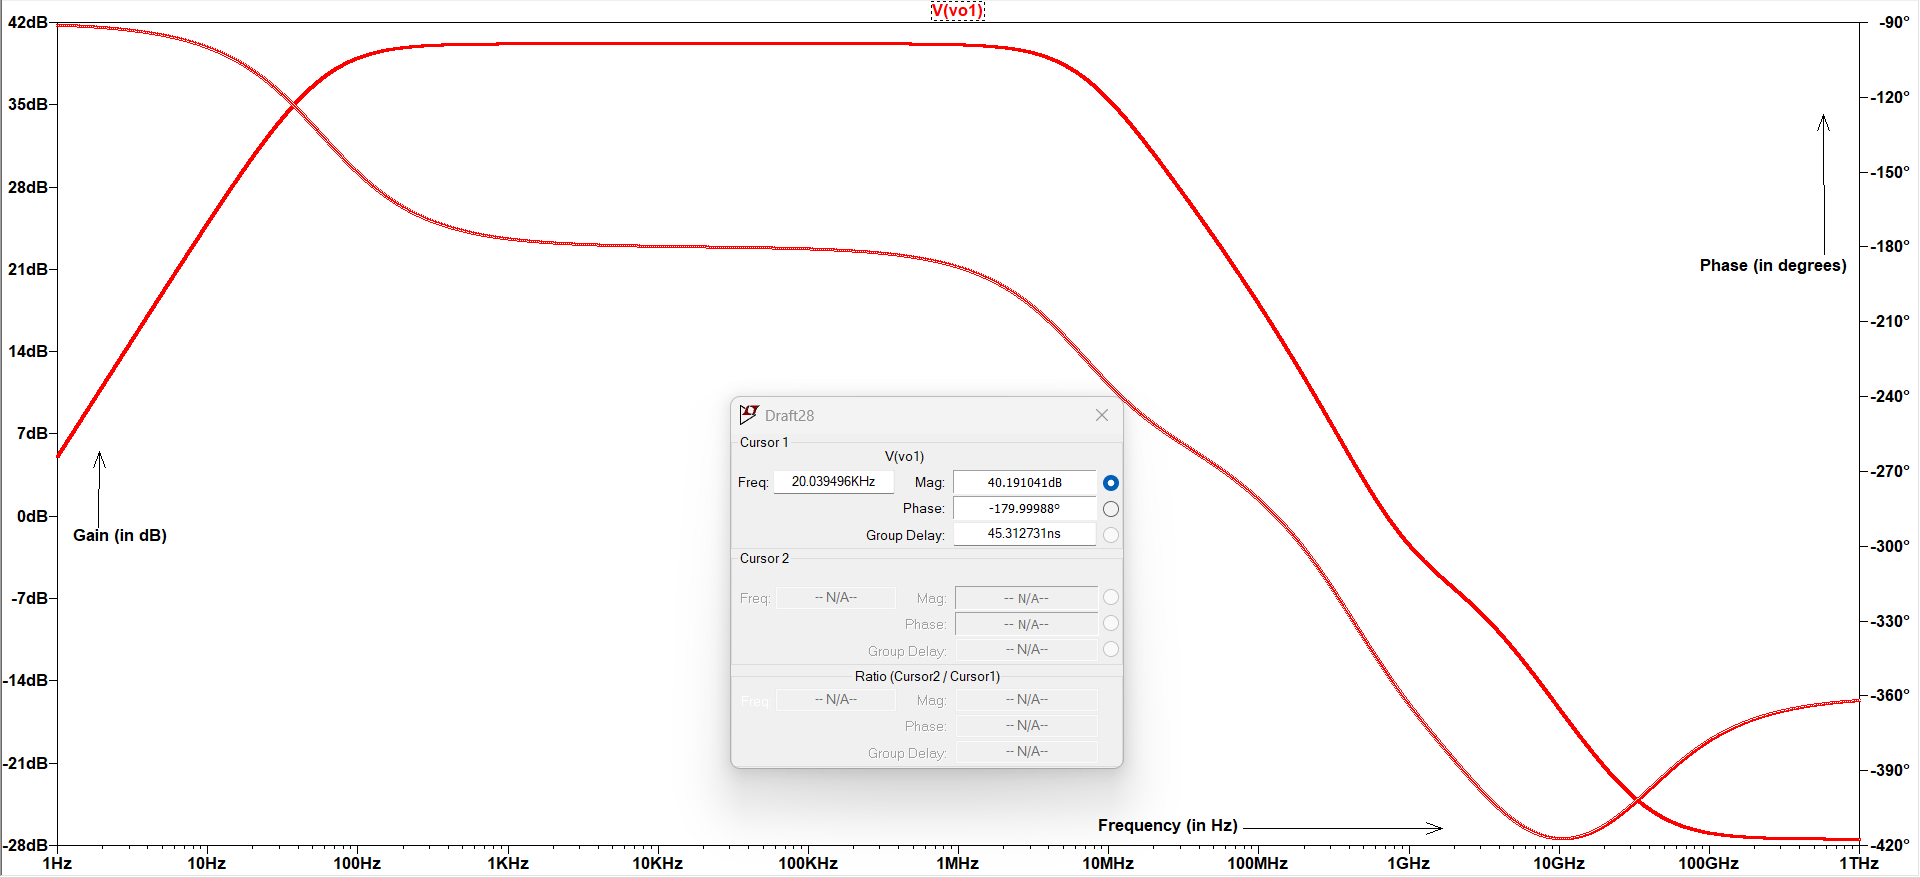 V(vo1)
42dB
35dB
28dB
21dB
14dB
7dB
0dB
-7dB
-14dB
-21dB
-28dB
-90°
-120°
-150°
-180°
-210°
-240°
-270°
-300°
-330°
-360°
-390°
-420°
Phase (in degrees)
Gain (in dB)
Draft28
Cursor 1
V(vo1)
Freq: 20.039496KHz Mag: 40.191041dB
Phase: -179.99988°
Group Delay: 45.312731ns
Cursor 2
Freq: -- N/A-- Mag: -- N/A--
Phase: -- N/A--
Group Delay: -- N/A--
Ratio (Cursor2 / Cursor1)
Freq: -- N/A-- Mag: -- N/A--
Phase: -- N/A--
Group Delay: -- N/A--
Frequency (in Hz)
1Hz 10Hz 100Hz 1KHz 10KHz 100KHz 1MHz 10MHz 100MHz 1GHz 10GHz 100GHz 1THz